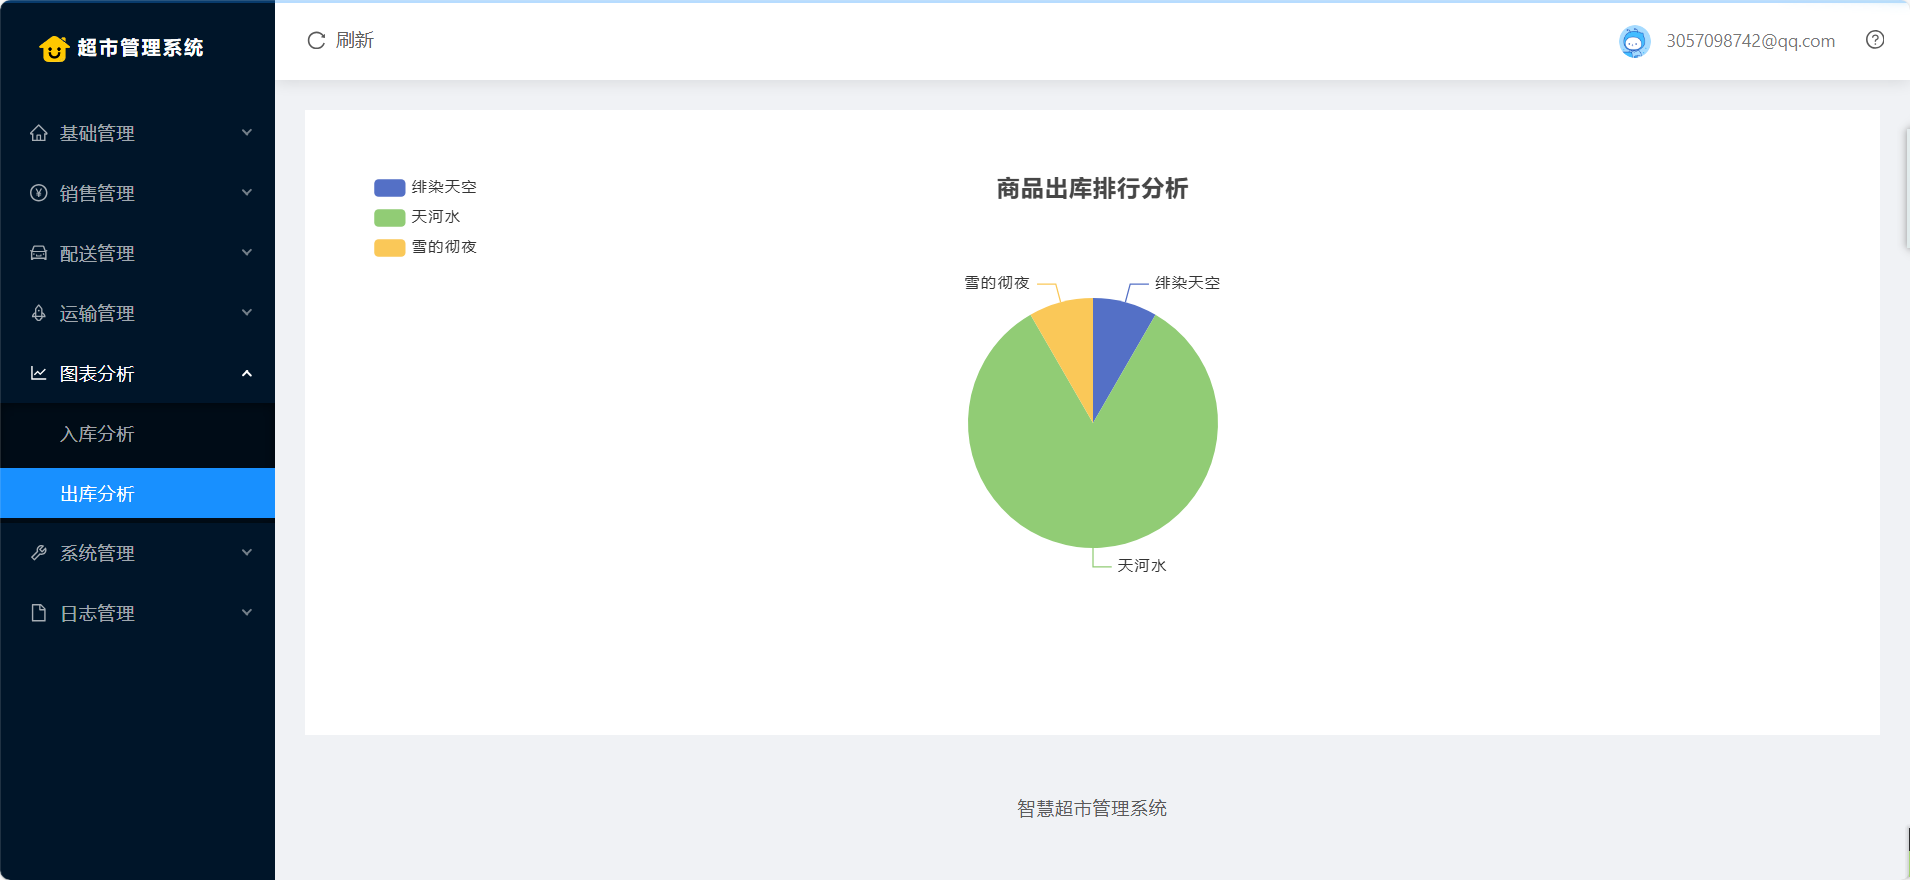 超市管理系统
刷新
3057098742@qq.com
基础管理
销售管理
配送管理
运输管理
图表分析
入库分析
出库分析
系统管理
日志管理
绯染天空
天河水
雪的彻夜
商品出库排行分析
雪的彻夜
绯染天空
天河水
智慧超市管理系统